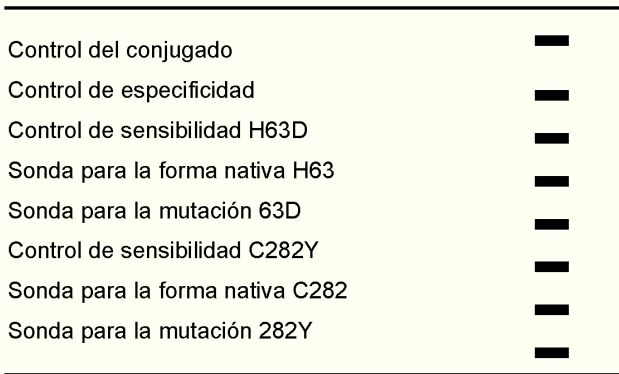 Control del conjugado
Control de especificidad
Control de sensibilidad H63D
Sonda para la forma nativa H63
Sonda para la mutación 63D
Control de sensibilidad C282Y
Sonda para la forma nativa C282
Sonda para la mutación 282Y